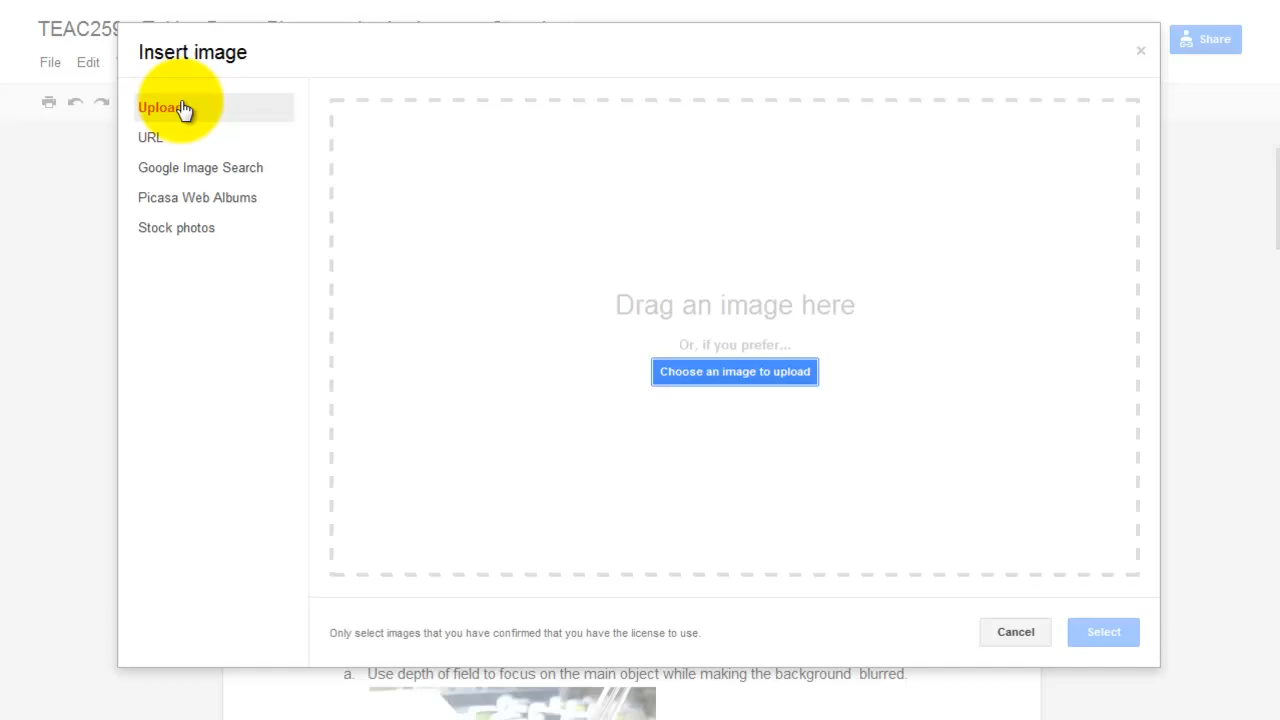 TEAC259
Share
Insert image
File Edit
Upload
URL
Google Image Search
Picasa Web Albums
Stock photos
Drag an image here
Or, if you prefer...
Choose an image to upload
Only select images that you have confirmed that you have the license to use.
Cancel Select
a. Use depth of field to focus on the main object while making the background blurred.